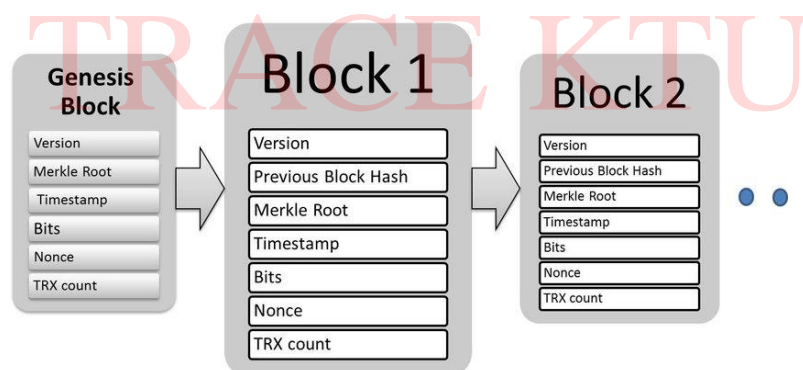 TRACE KTU
Genesis
Block
Version
Merkle Root
Timestamp
Bits
Nonce
TRX count
Block 1
Version
Previous Block Hash
Merkle Root
Timestamp
Bits
Nonce
TRX count
Block 2
Version
Previous Block Hash
Merkle Root
Timestamp
Bits
Nonce
TRX count